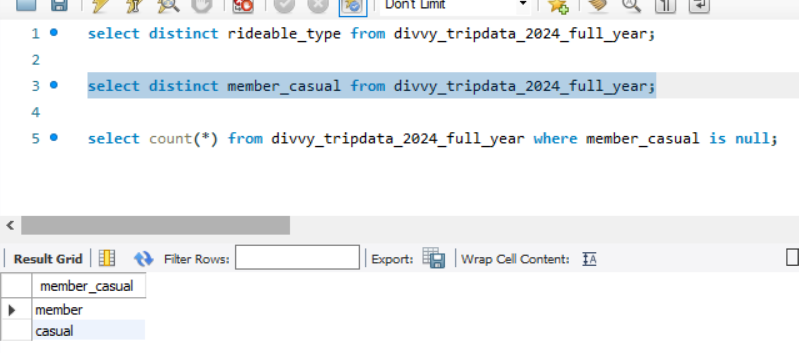 Don't Limit
1 select distinct rideable_type from divvy_tripdata_2024_full_year;
2
3 select distinct member_casual from divvy_tripdata_2024_full_year;
4
5 select count(*) from divvy_tripdata_2024_full_year where member_casual is null;
Result Grid Filter Rows: Export: Wrap Cell Content: IA
member_casual
member
casual